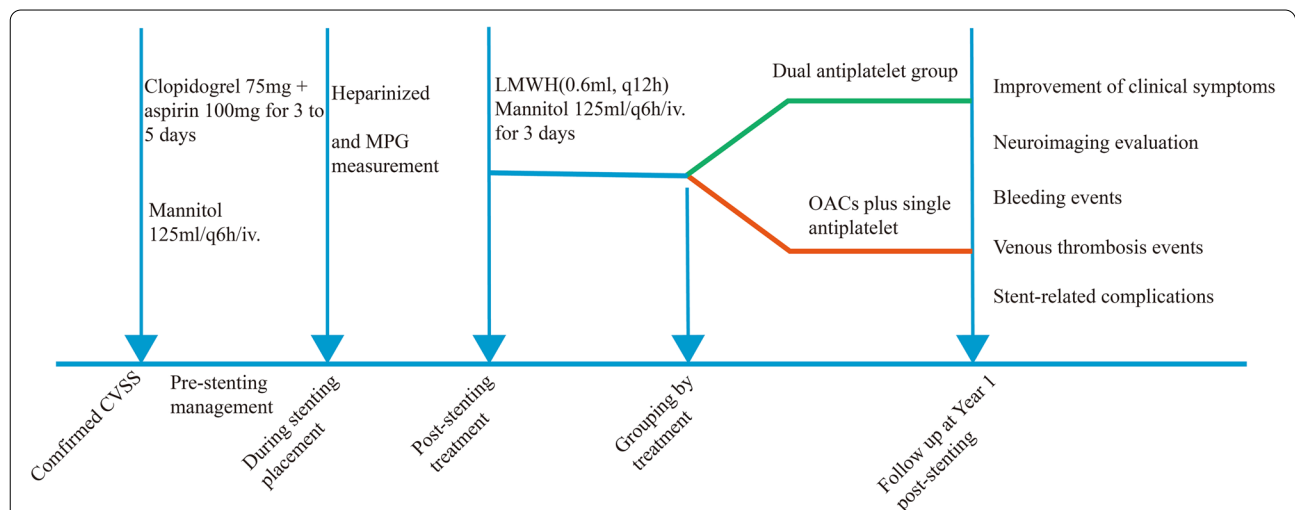 Clopidogrel 75mg +
aspirin 100mg for 3 to
5 days
Mannitol
125ml/q6h/iv.
Heparinized
and MPG
measurement
LMWH(0.6ml, q12h)
Mannitol 125ml/q6h/iv.
for 3 days
Dual antiplatelet group
OACs plus single
antiplatelet
Improvement of clinical symptoms
Neuroimaging evaluation
Bleeding events
Venous thrombosis events
Stent-related complications
Comfirmed CVSS
Pre-stenting
management
During stenting
placement
Post-stenting
treatment
Grouping by
treatment
Follow up at Year 1
post-stenting